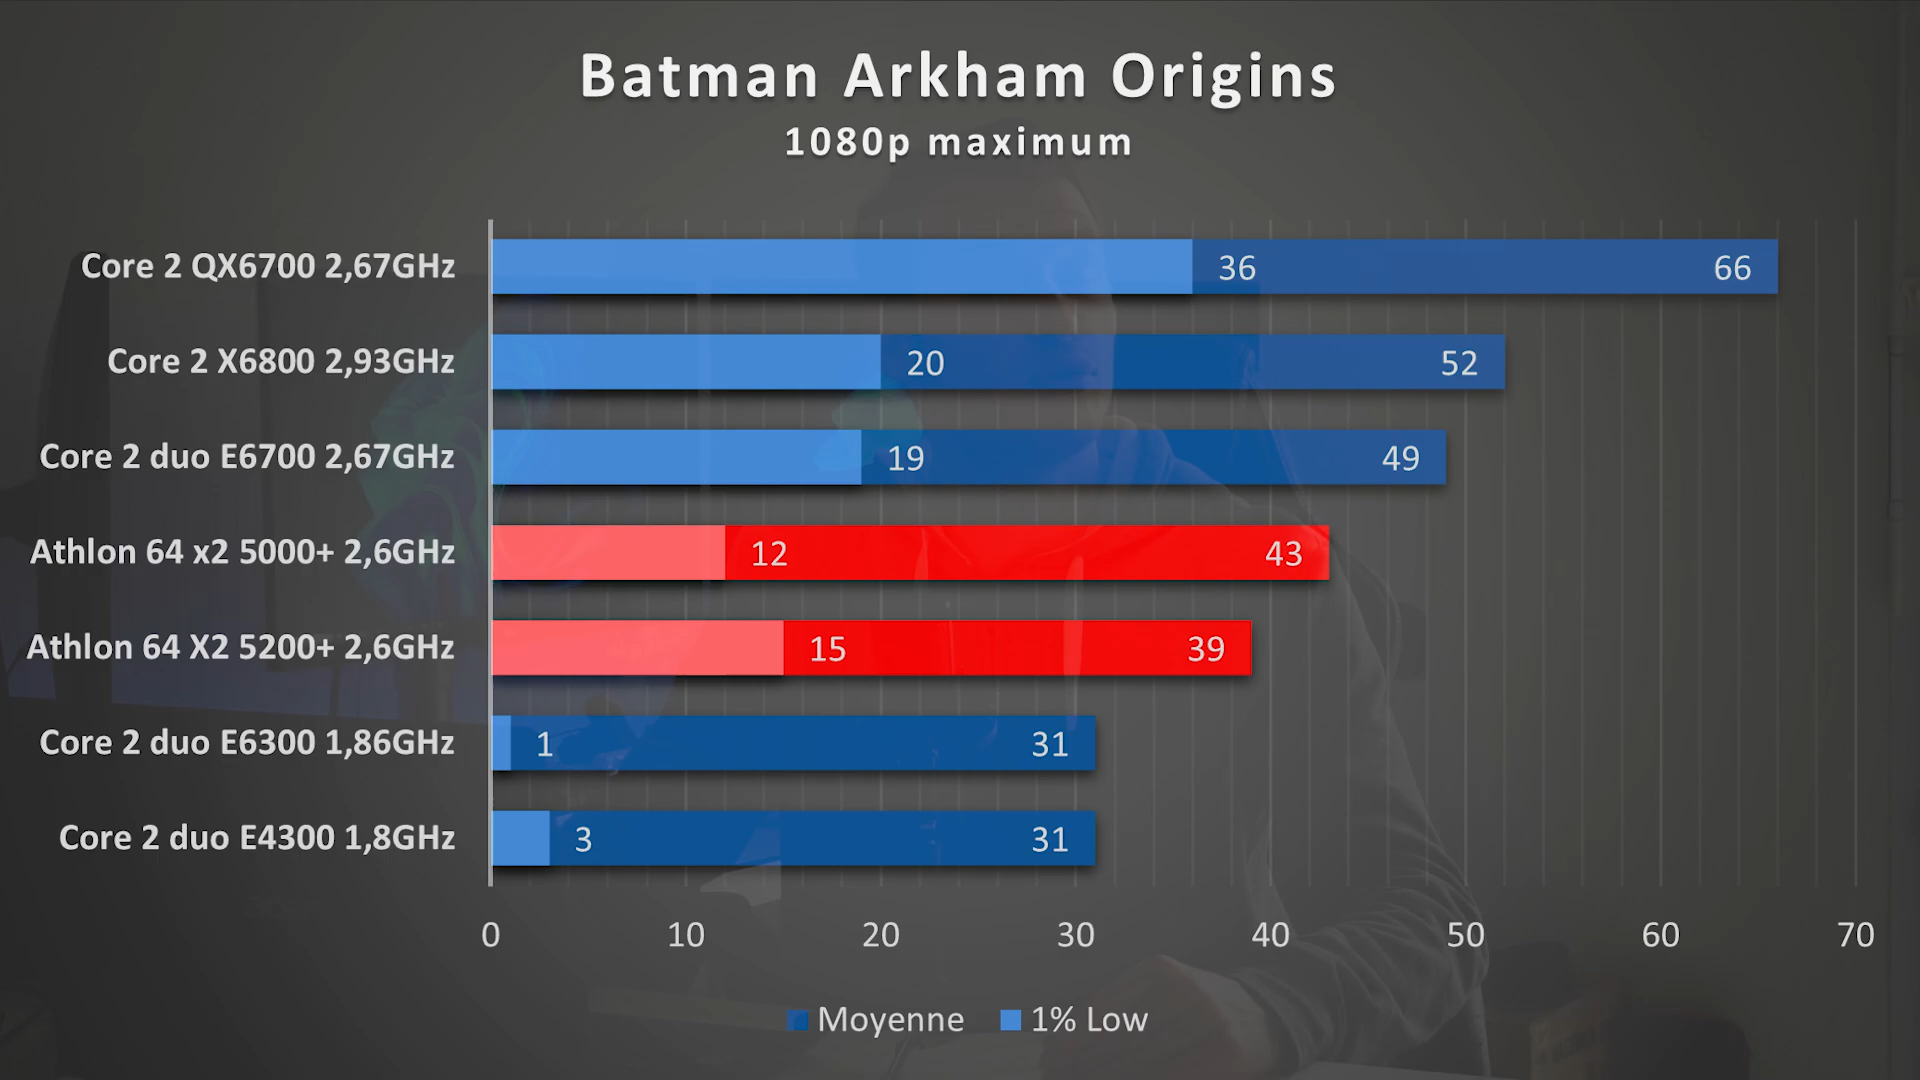 Batman Arkham Origins
1080p maximum
Core 2 QX6700 2,67GHz 36 66
Core 2 X6800 2,93GHz 20 52
Core 2 duo E6700 2,67GHz 19 49
Athlon 64 x2 5000+ 2,6GHz 12 43
Athlon 64 X2 5200+ 2,6GHz 15 39
Core 2 duo E6300 1,86GHz 1 31
Core 2 duo E4300 1,8GHz 3 31
0 10 20 30 40 50 60 70
Moyenne 1% Low